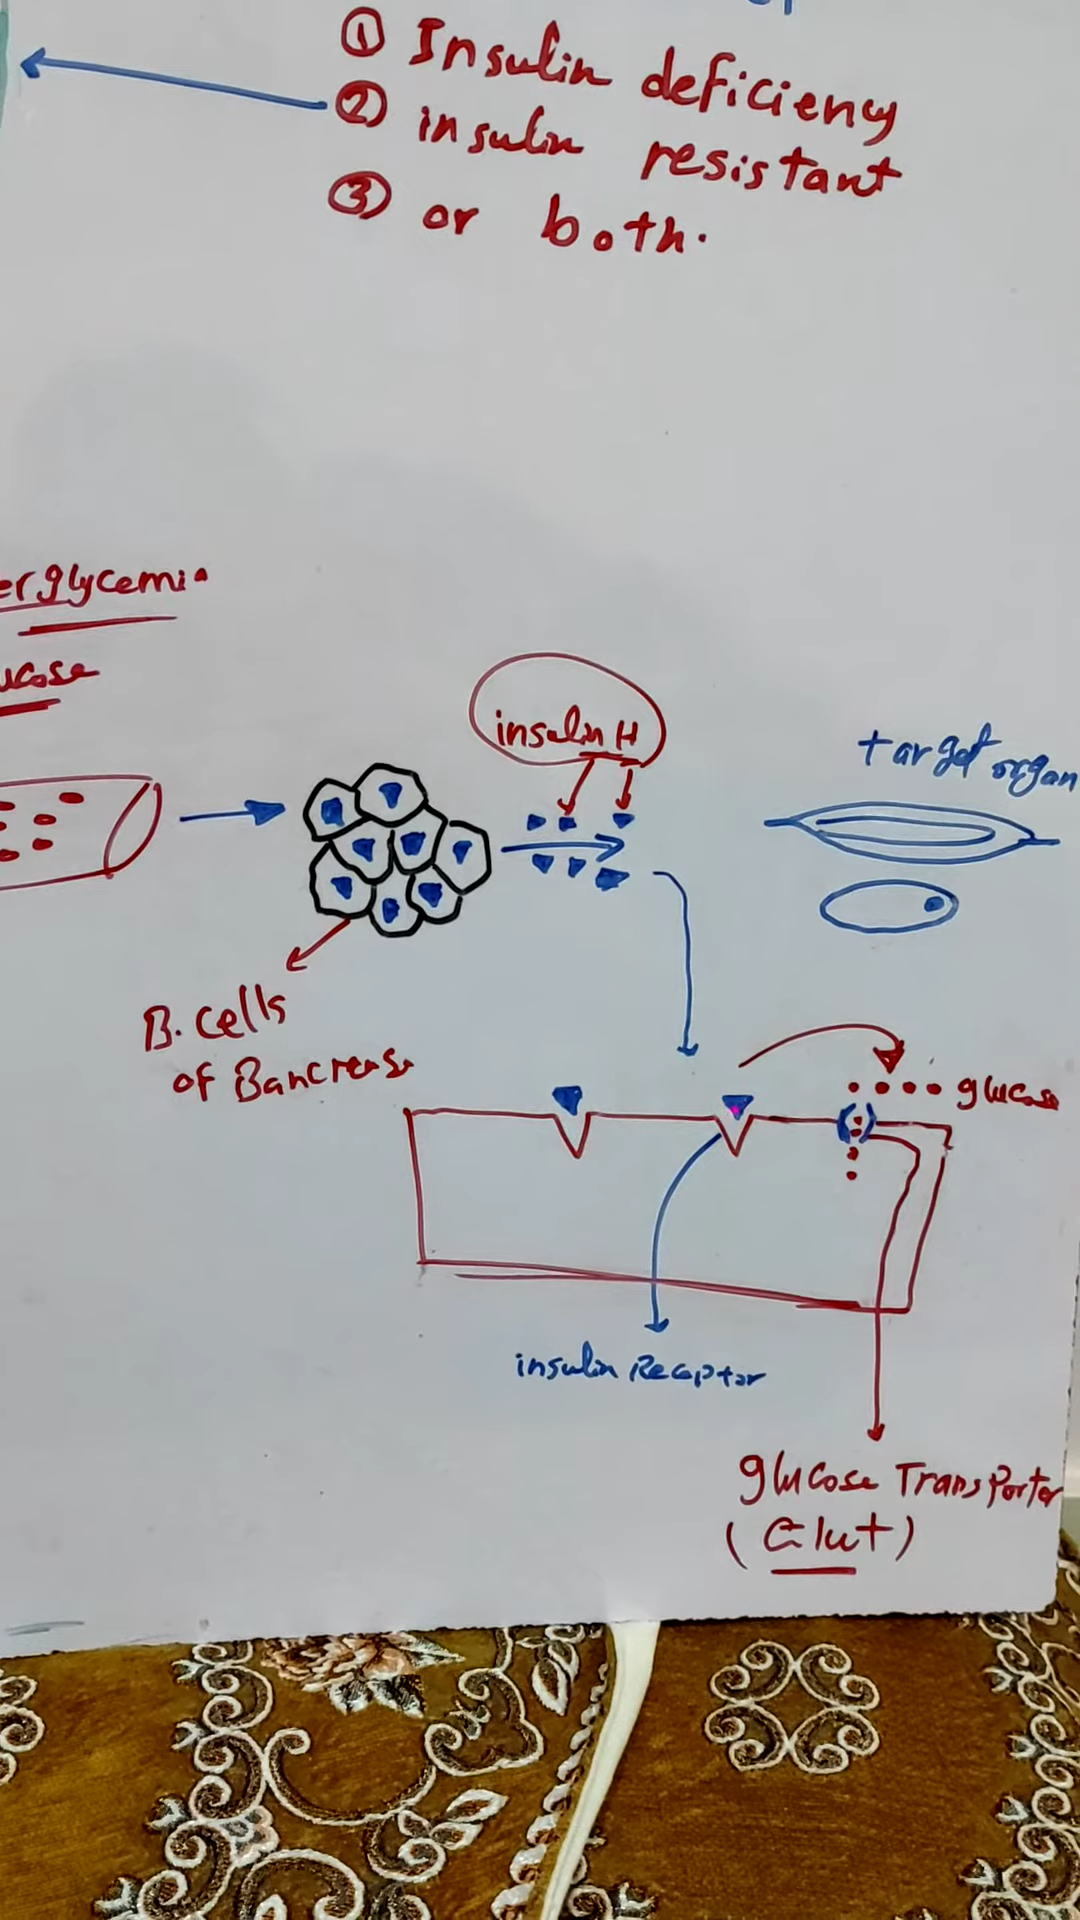 ① Insulin deficiency
② insulin resistant
③ or both.
erglycemia
ucose
insulin H
target organ
B. cells
of Bancrease
glucose
insulin Receptor
glucose Transporter
(Glut)